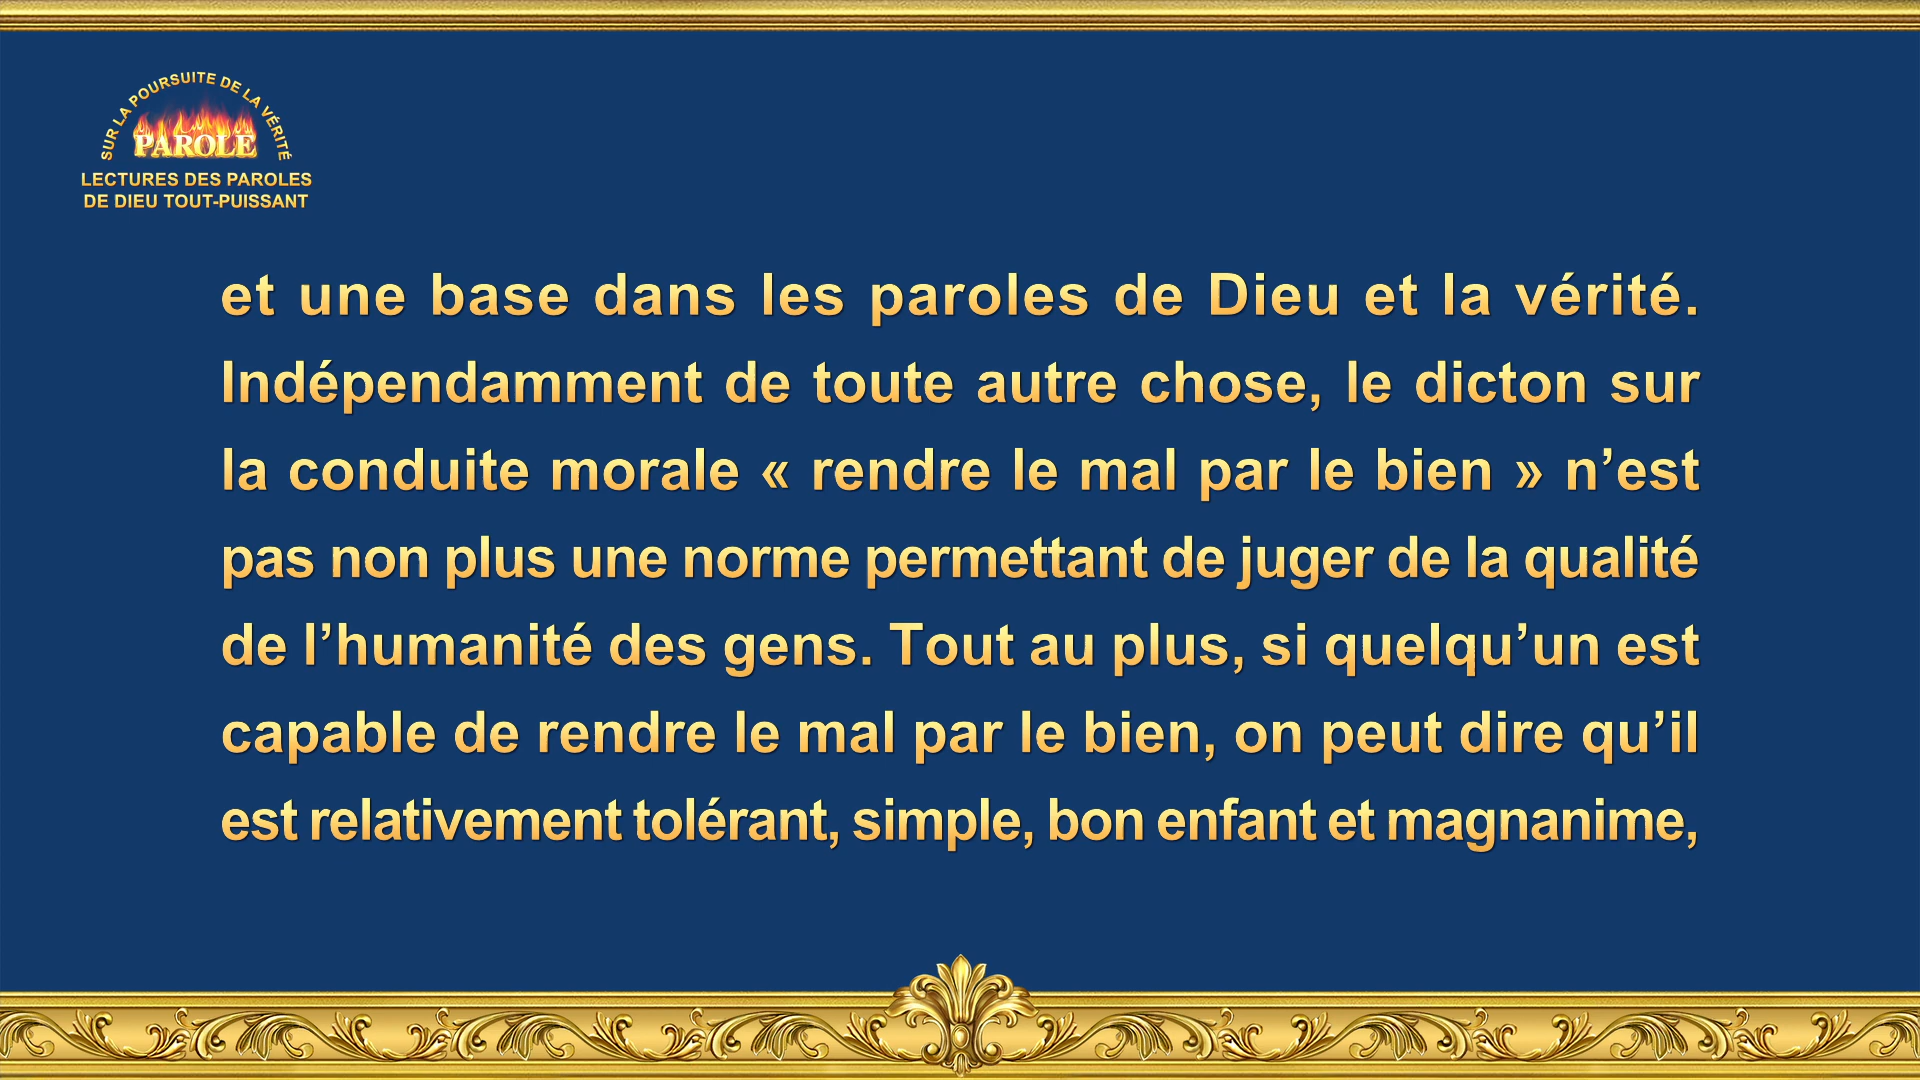 SUR LA POURSUITE DE LA VÉRITÉ
PAROLE
LECTURES DES PAROLES
DE DIEU TOUT-PUISSANT
et une base dans les paroles de Dieu et la vérité.
Indépendamment de toute autre chose, le dicton sur
la conduite morale « rendre le mal par le bien » n’est
pas non plus une norme permettant de juger de la qualité
de l’humanité des gens. Tout au plus, si quelqu’un est
capable de rendre le mal par le bien, on peut dire qu’il
est relativement tolérant, simple, bon enfant et magnanime,